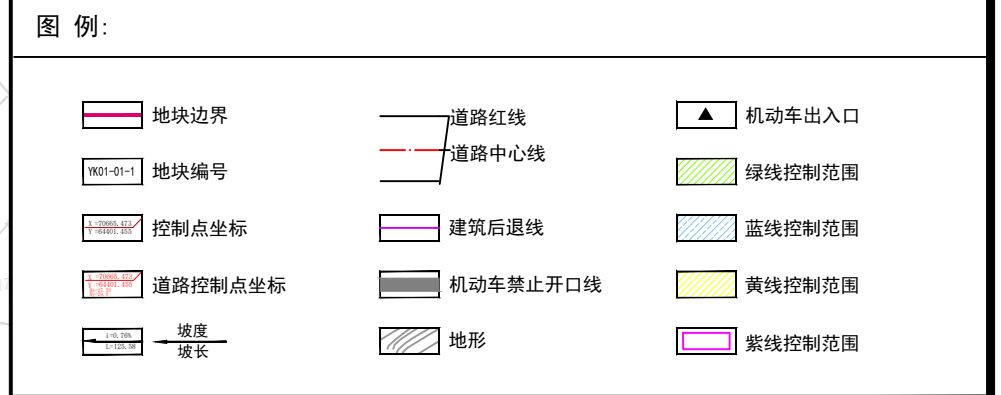 图 例:
地块边界
YK01-01-1 地块编号
X =70665.473
Y =64401.455
控制点坐标
X =70665.473
Y =64401.455
道路控制点坐标
i=0.76%
L=125.58
坡度
坡长
道路红线
道路中心线
建筑后退线
机动车禁止开口线
地形
机动车出入口
绿线控制范围
蓝线控制范围
黄线控制范围
紫线控制范围